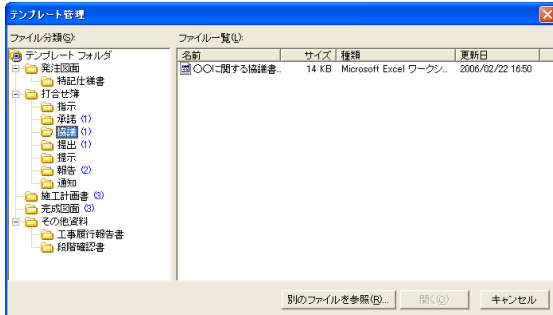 テンプレート管理
ファイル分類(S):
テンプレート フォルダ
発注図面
特記仕様書
打合せ簿
指示
承諾 (1)
協議 (1)
提出 (1)
提示
報告 (2)
通知
施工計画書 (3)
完成図面 (3)
その他資料
工事履行報告書
段階確認書
ファイル一覧(L):
名前 サイズ 種類 更新日
〇〇に関する協議書.. 14 KB Microsoft Excel ワークシ.. 2006/02/22 16:50
別のファイルを参照(R)... 開く(O) キャンセル